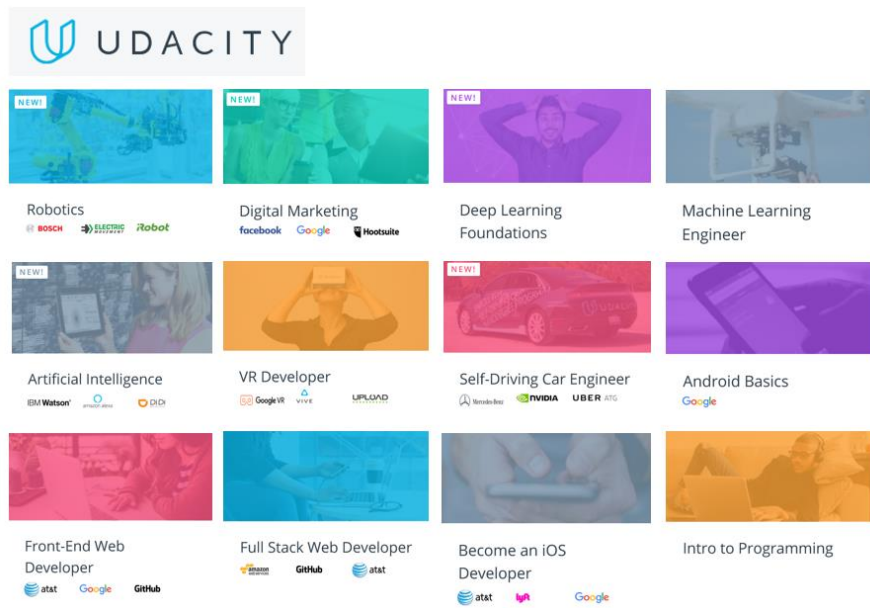 UDACITY
NEW!
NEW!
NEW!
Robotics
BOSCH ELECTRIC MOVEMENT iRobot
Digital Marketing
facebook Google Hootsuite
Deep Learning
Foundations
Machine Learning
Engineer
NEW!
NEW!
UDACITY
Artificial Intelligence
IBM Watson amazon alexa DiDi
VR Developer
Google VR VIVE UPLOAD
Self-Driving Car Engineer
Mercedes-Benz NVIDIA UBER ATG
Android Basics
Google
Front-End Web
Developer
at&t Google GitHub
Full Stack Web Developer
amazon GitHub at&t
Become an iOS
Developer
at&t lyft Google
Intro to Programming